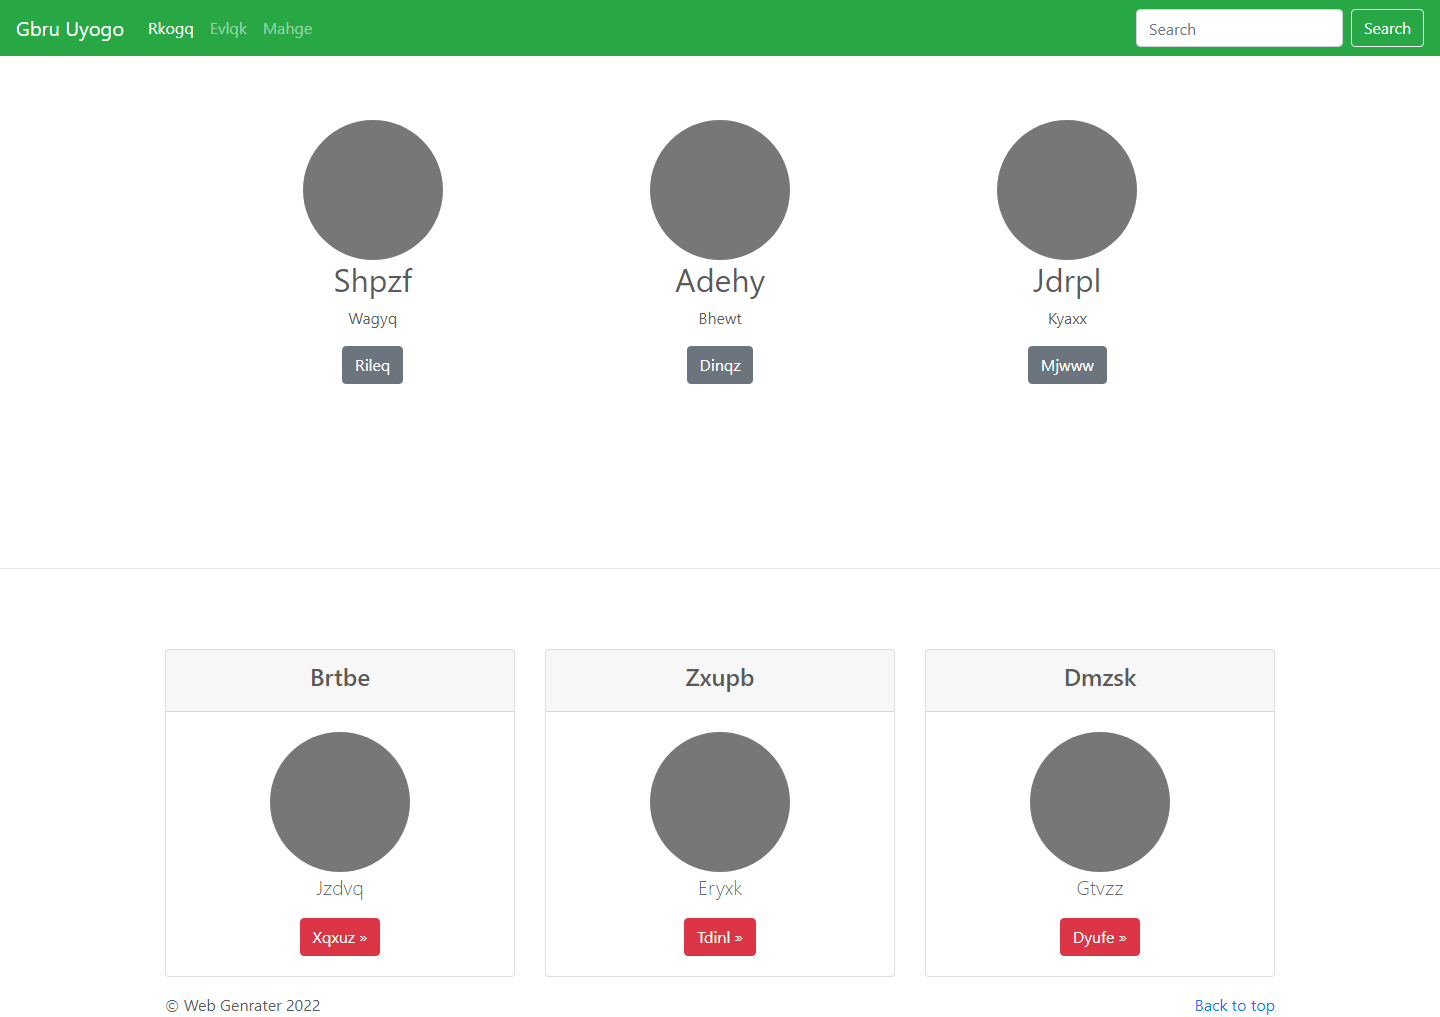 Gbru Uyogo Rkogq Evlqk Mahge Search Search
Shpzf Adehy Jdrpl
Wagyq Bhewt Kyaxx
Rileq Dinqz Mjwww
Brtbe Zxupb Dmzsk
Jzdvq Eryxk Gtvzz
Xqxuz » Tdinl » Dyufe »
© Web Genrater 2022 Back to top